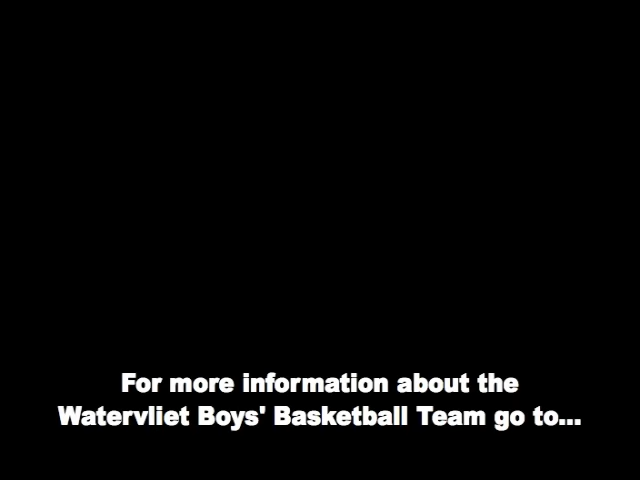 For more information about the
Watervliet Boys' Basketball Team go to...